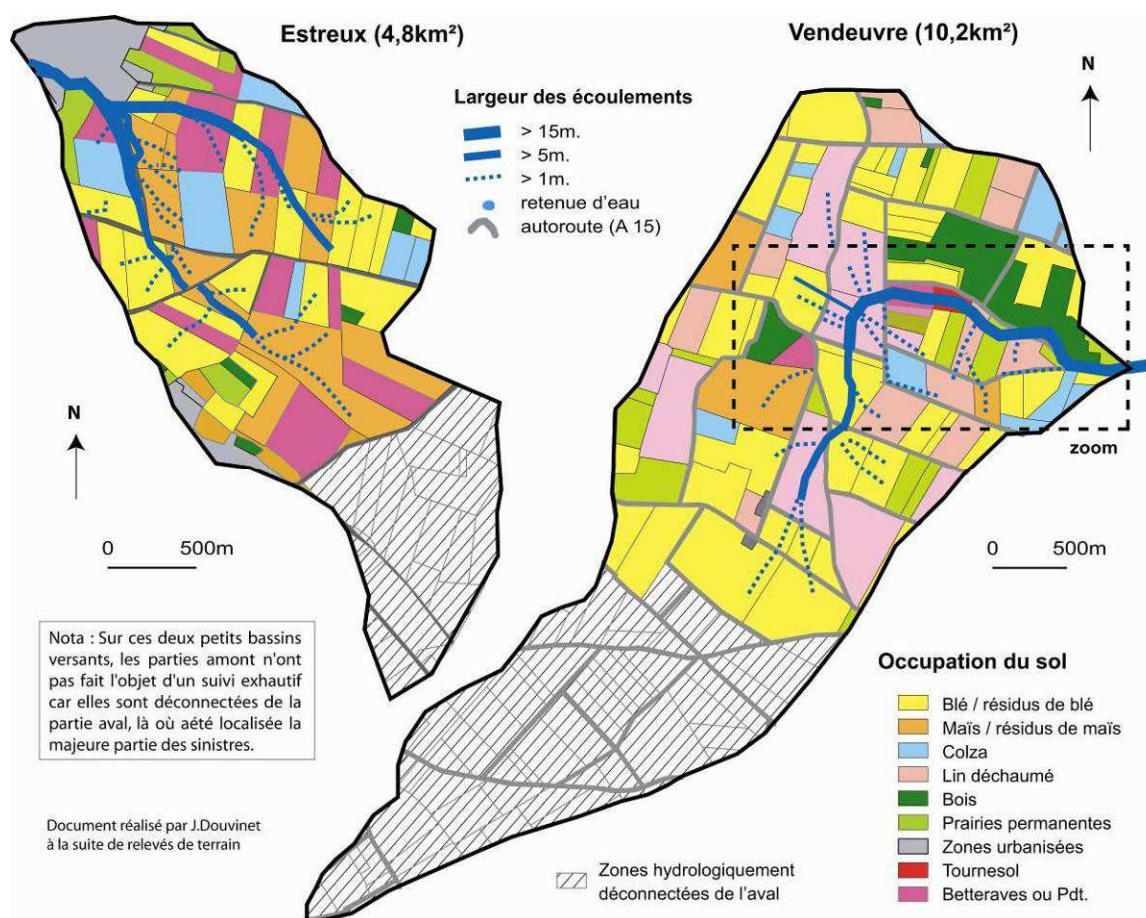 Estreux (4,8km²)
Vendeuvre (10,2km²)
N
Largeur des écoulements
> 15m.
> 5m.
> 1m.
retenue d'eau
autoroute (A 15)
zoom
N
0 500m
0 500m
Nota : Sur ces deux petits bassins
versants, les parties amont n'ont
pas fait l'objet d'un suivi exhautif
car elles sont déconnectées de la
partie aval, là où aété localisée la
majeure partie des sinistres.
Document réalisé par J.Douvinet
à la suite de relevés de terrain
Zones hydrologiquement
déconnectées de l'aval
Occupation du sol
Blé / résidus de blé
Maïs / résidus de maïs
Colza
Lin déchaumé
Bois
Prairies permanentes
Zones urbanisées
Tournesol
Betteraves ou Pdt.